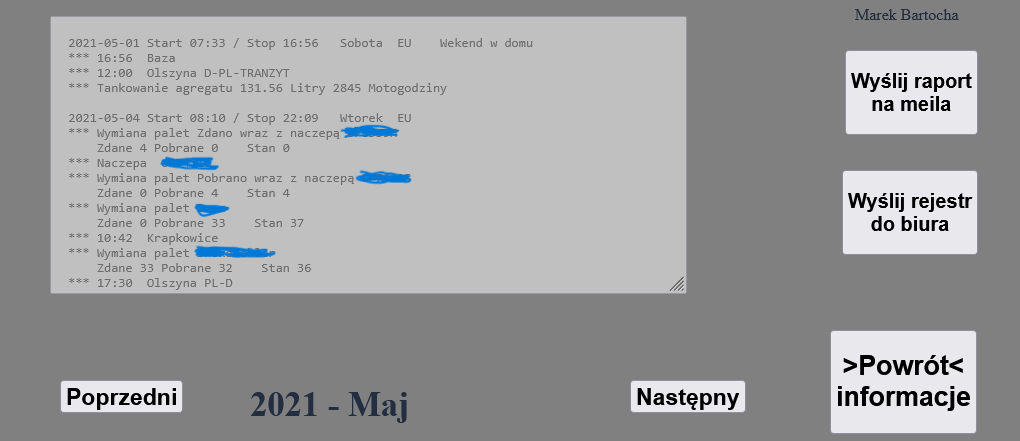 Marek Bartocha
2021-05-01 Start 07:33 / Stop 16:56 Sobota EU Wekend w domu
*** 16:56 Baza
*** 12:00 Olszyna D-PL-TRANZYT
*** Tankowanie agregatu 131.56 Litry 2845 Motogodziny
2021-05-04 Start 08:10 / Stop 22:09 Wtorek EU
*** Wymiana palet Zdano wraz z naczepą
Zdane 4 Pobrane 0 Stan 0
*** Naczepa
*** Wymiana palet Pobrano wraz z naczepą
Zdane 0 Pobrane 4 Stan 4
*** Wymiana palet
Zdane 0 Pobrane 33 Stan 37
*** 10:42 Krapkowice
*** Wymiana palet
Zdane 33 Pobrane 32 Stan 36
*** 17:30 Olszyna PL-D
Wyślij raport
na meila
Wyślij rejestr
do biura
>Powrót<
informacje
Poprzedni
2021 - Maj
Następny